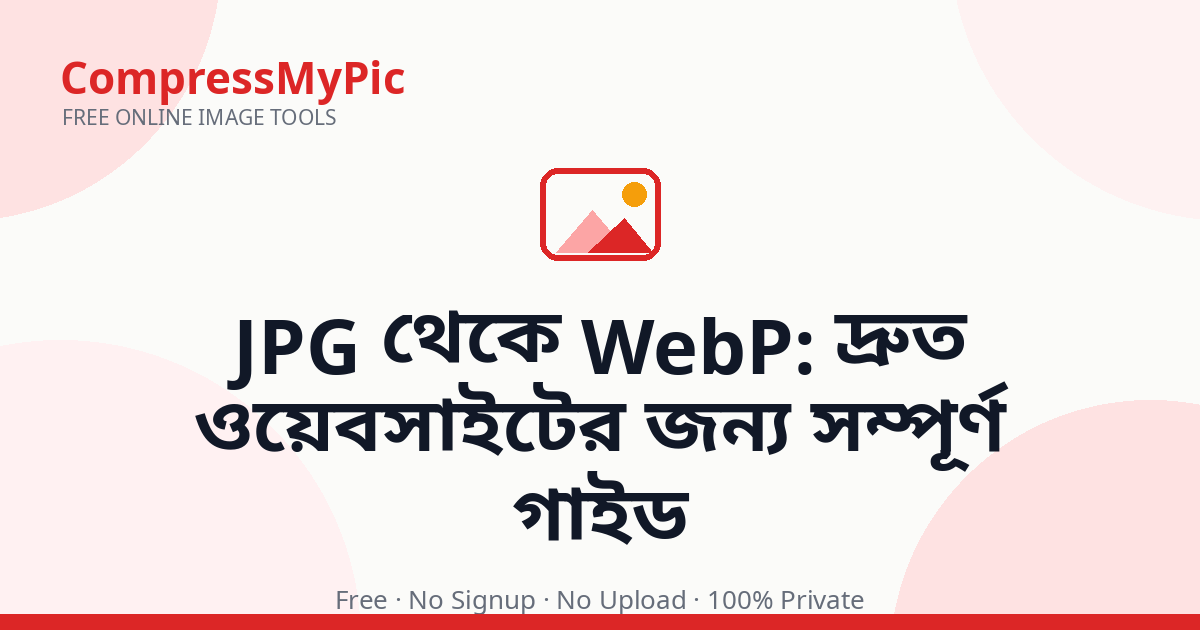 CompressMyPic
FREE ONLINE IMAGE TOOLS
JPG থেকে WebP: দ্রুত
ওয়েবসাইটের জন্য সম্পূর্ণ
গাইড
Free · No Signup · No Upload · 100% Private